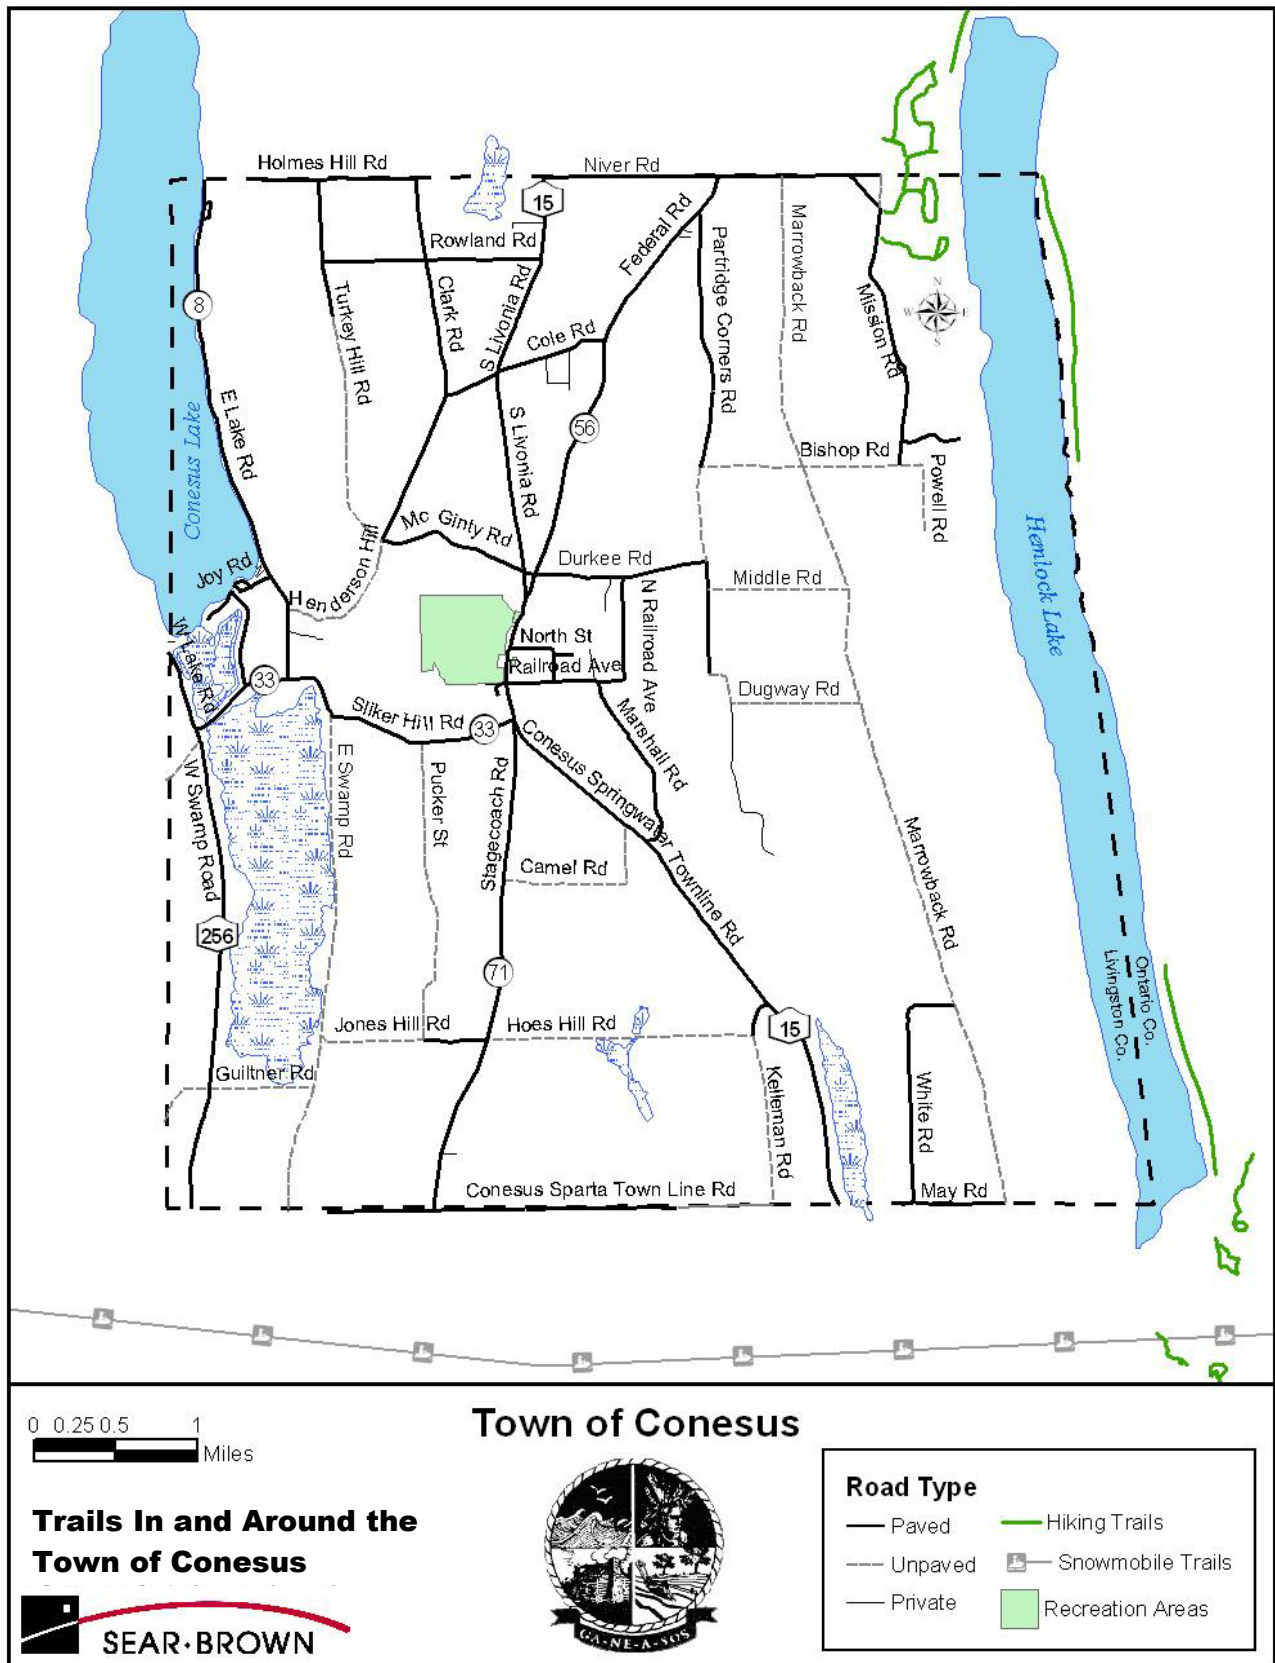 Holmes Hill Rd
Niver Rd
15
Rowland Rd
Federal Rd
Partridge Corners Rd
Marrowback Rd
Mission Rd
N
W E
S
8
Turkey Hill Rd
Clark Rd
S Livonia Rd
Cole Rd
E Lake Rd
Conesus Lake
56
S Livonia Rd
Bishop Rd
Powell Rd
Mc Ginty Rd
Durkee Rd
Hemlock Lake
Joy Rd
Henderson Hill
Middle Rd
N Railroad Ave
North St
Railroad Ave
W Lake Rd
33
Dugway Rd
Sliker Hill Rd
33
Marshall Rd
Conesus Springwater Townline Rd
E Swamp Rd
Pucker St
Stagecoach Rd
W Swamp Road
Camel Rd
Marrowback Rd
256
71
Ontario Co.
Livingston Co.
Jones Hill Rd
Hoes Hill Rd
15
Guiltner Rd
Kelleman Rd
White Rd
Conesus Sparta Town Line Rd
May Rd
0 0.25 0.5 1
Miles
Town of Conesus
Trails In and Around the
Town of Conesus
SEAR·BROWN
GA-NE-A-SOS
Road Type
Paved
Unpaved
Private
Hiking Trails
Snowmobile Trails
Recreation Areas